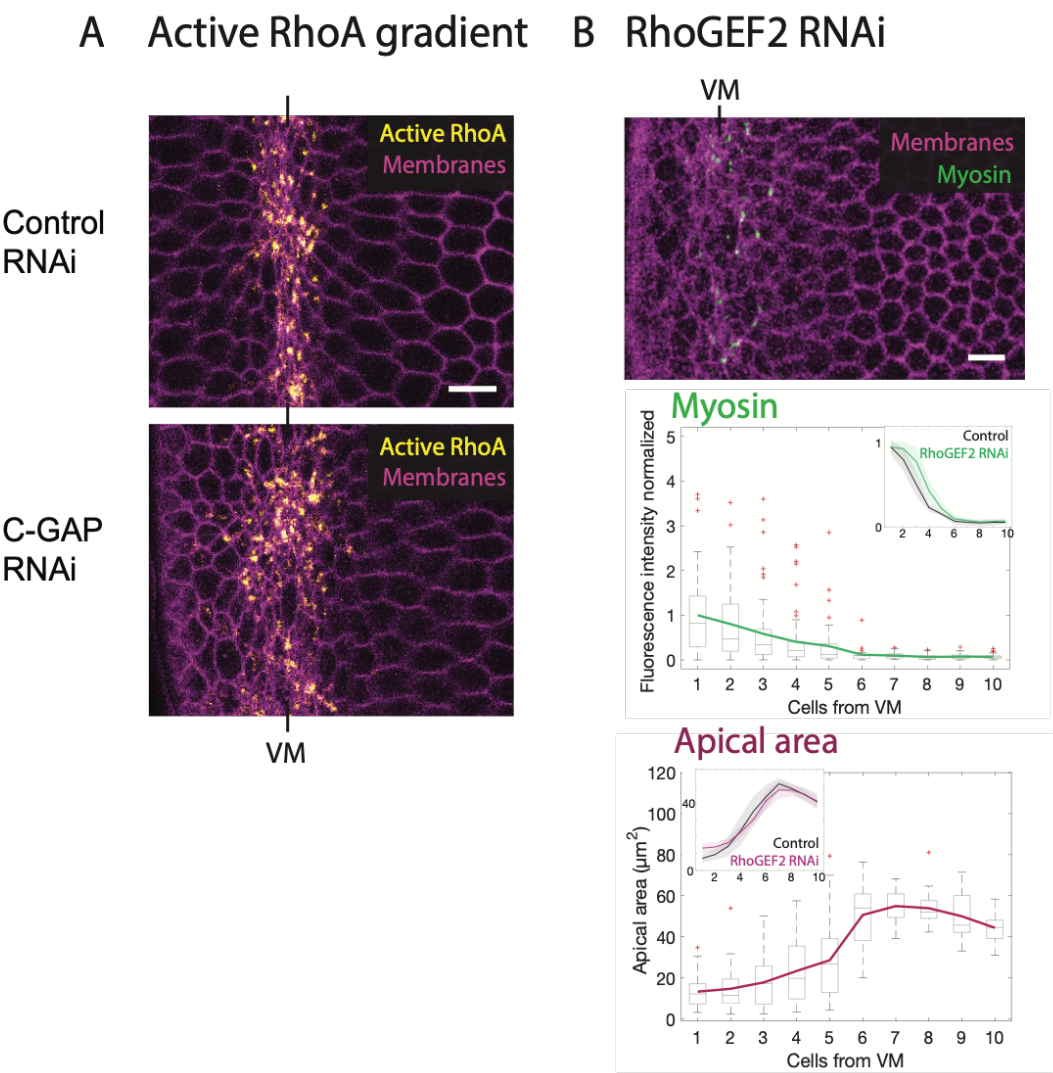 A Active RhoA gradient
Control
RNAi
Active RhoA
Membranes
C-GAP
RNAi
Active RhoA
Membranes
VM
B RhoGEF2 RNAi
VM
Membranes
Myosin
Myosin
Fluorescence intensity normalized
5
4
3
2
1
0
1 2 3 4 5 6 7 8 9 10
Cells from VM
1
0
2 4 6 8 10
Control
RhoGEF2 RNAi
Apical area
Apical area (µm²)
120
100
80
60
40
20
0
1 2 3 4 5 6 7 8 9 10
Cells from VM
40
0
2 4 6 8 10
Control
RhoGEF2 RNAi